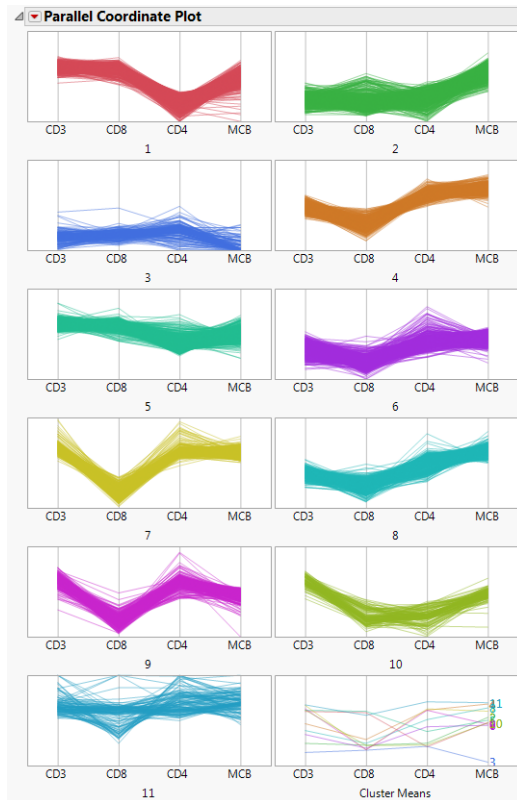 Parallel Coordinate Plot
CD3 CD8 CD4 MCB CD3 CD8 CD4 MCB
1 2
CD3 CD8 CD4 MCB CD3 CD8 CD4 MCB
3 4
CD3 CD8 CD4 MCB CD3 CD8 CD4 MCB
5 6
CD3 CD8 CD4 MCB CD3 CD8 CD4 MCB
7 8
CD3 CD8 CD4 MCB CD3 CD8 CD4 MCB
9 10
11
3
CD3 CD8 CD4 MCB CD3 CD8 CD4 MCB
11 Cluster Means